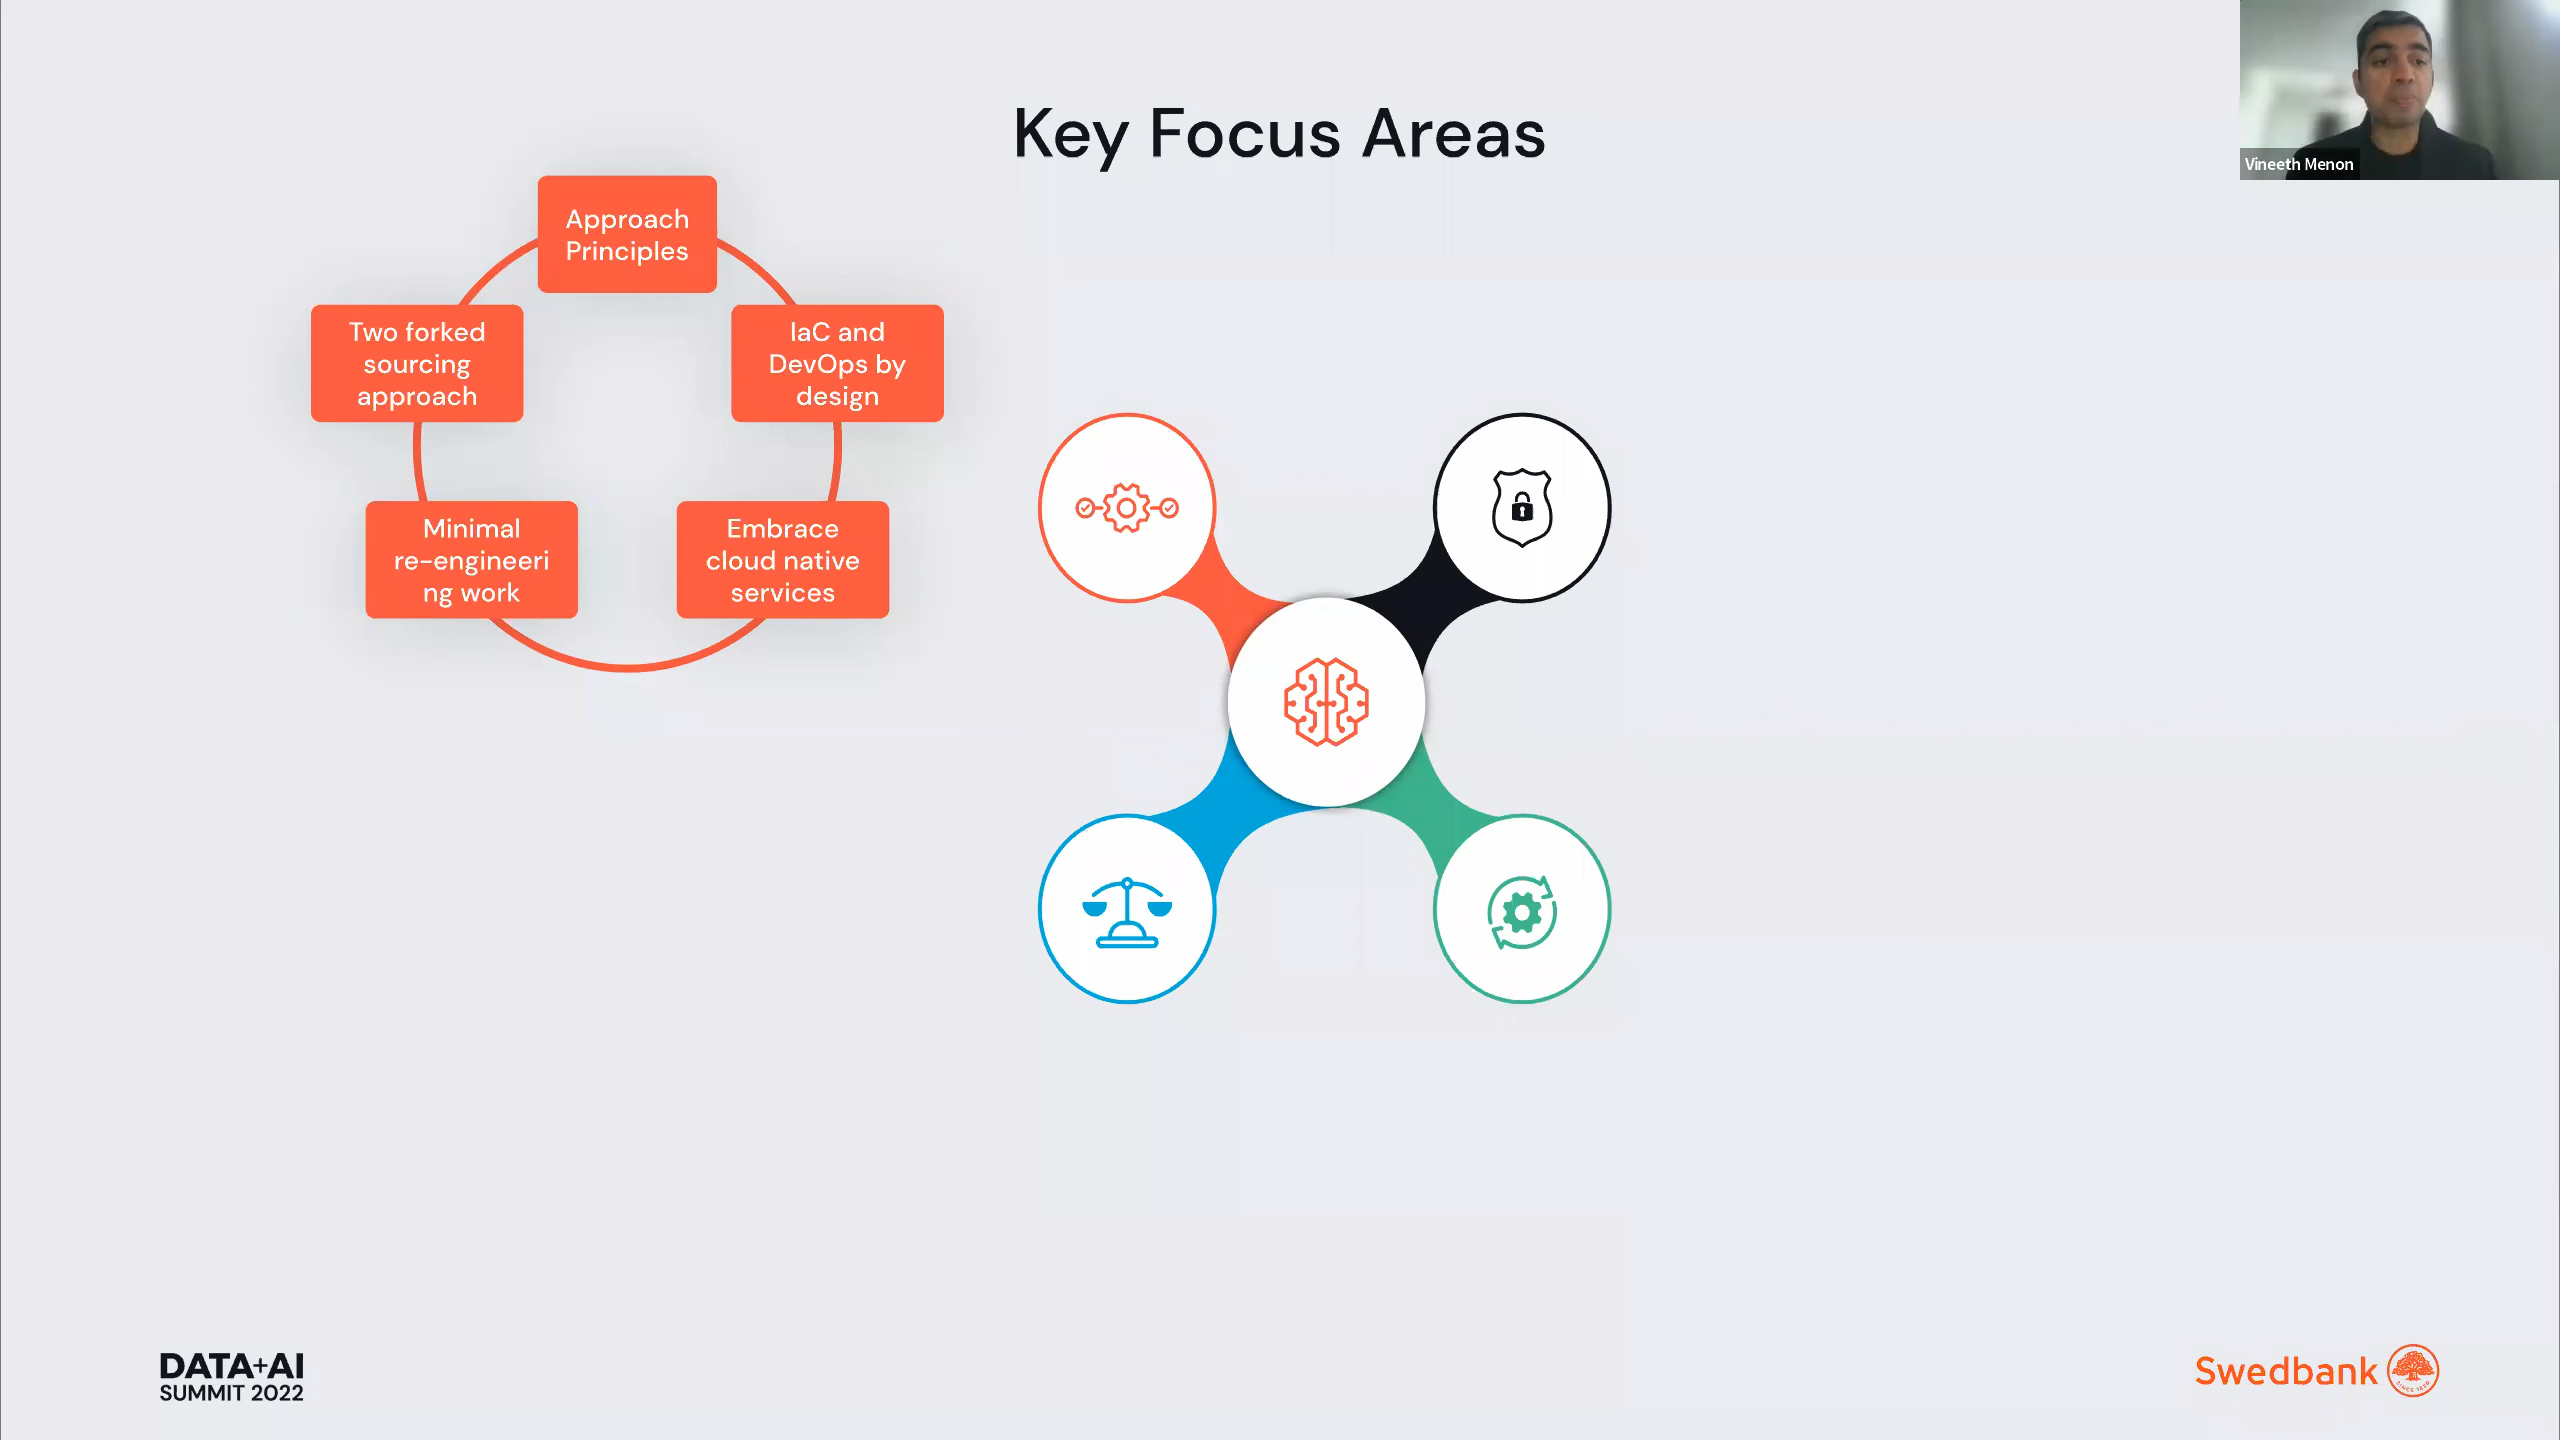 Key Focus Areas
Vineeth Menon
Approach
Principles
Two forked
sourcing
approach
IaC and
DevOps by
design
Minimal
re-engineeri
ng work
Embrace
cloud native
services
DATA+AI
SUMMIT 2022
Swedbank